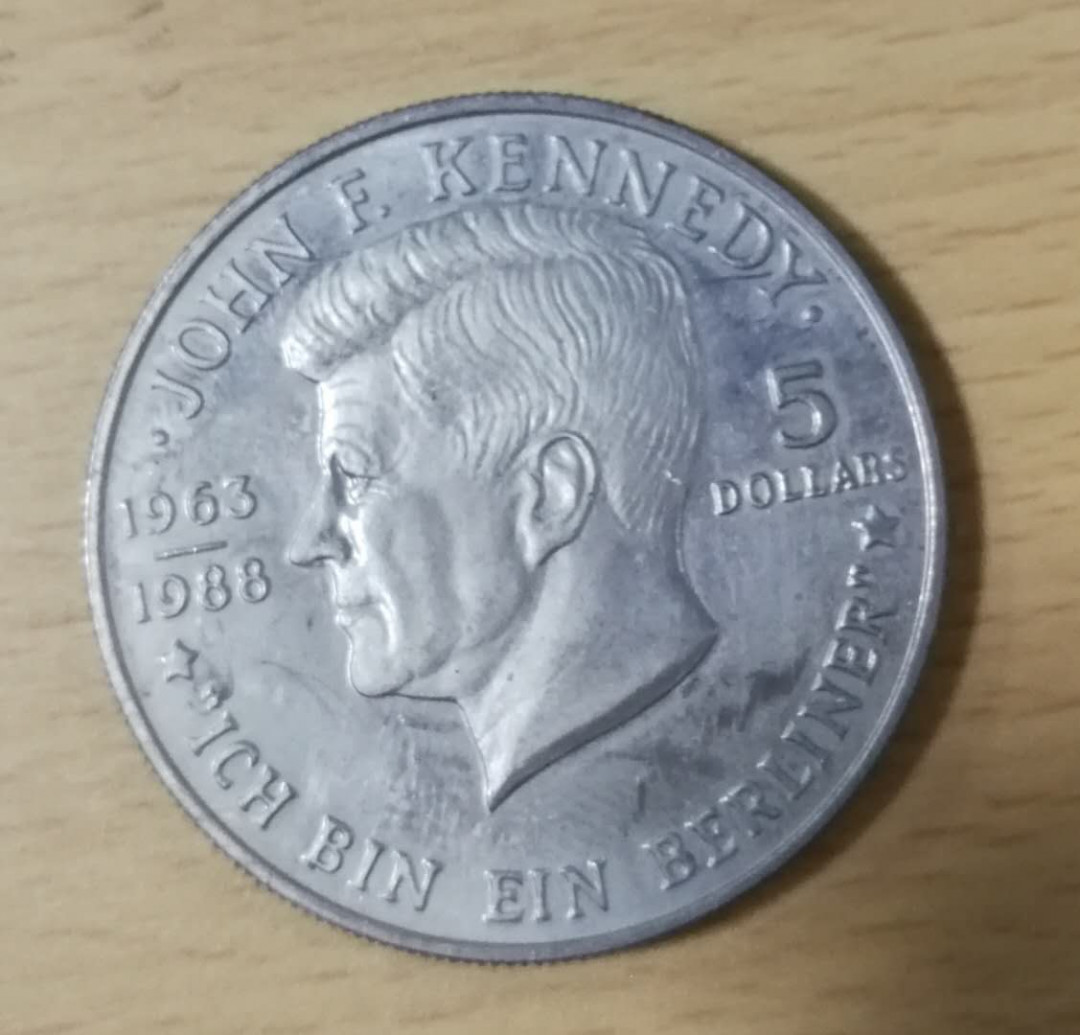 · JOHN F. KENNEDY ·
1963
1988
5
DOLLARS
"ICH BIN EIN BERLINER"